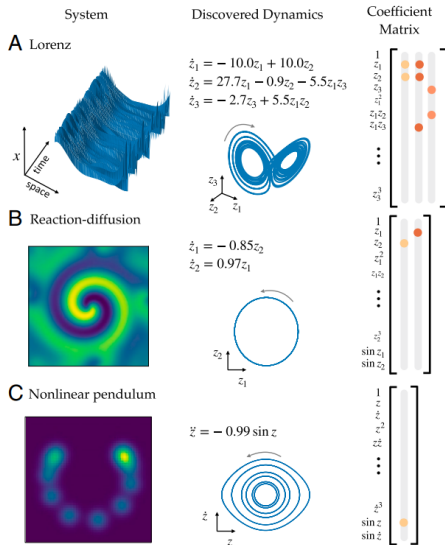 System
Discovered Dynamics
Coefficient
Matrix
A Lorenz
ż₁ = − 10.0z₁ + 10.0z₂
ż₂ = 27.7z₁ − 0.9z₂ − 5.5z₁z₃
ż₃ = − 2.7z₃ + 5.5z₁z₂
x
time
space
z₃
z₂ z₁
1
z₁
z₂
z₃
z₁²
z₁z₂
z₁z₃
⋮
z₃³
B Reaction-diffusion
ż₁ = − 0.85z₂
ż₂ = 0.97z₁
z₂
z₁
1
z₁
z₂
z₁²
z₁z₂
⋮
z₂³
sin z₁
sin z₂
C Nonlinear pendulum
z̈ = − 0.99 sin z
ż
z
1
z
ż
z²
zż
⋮
ż³
sin z
sin ż